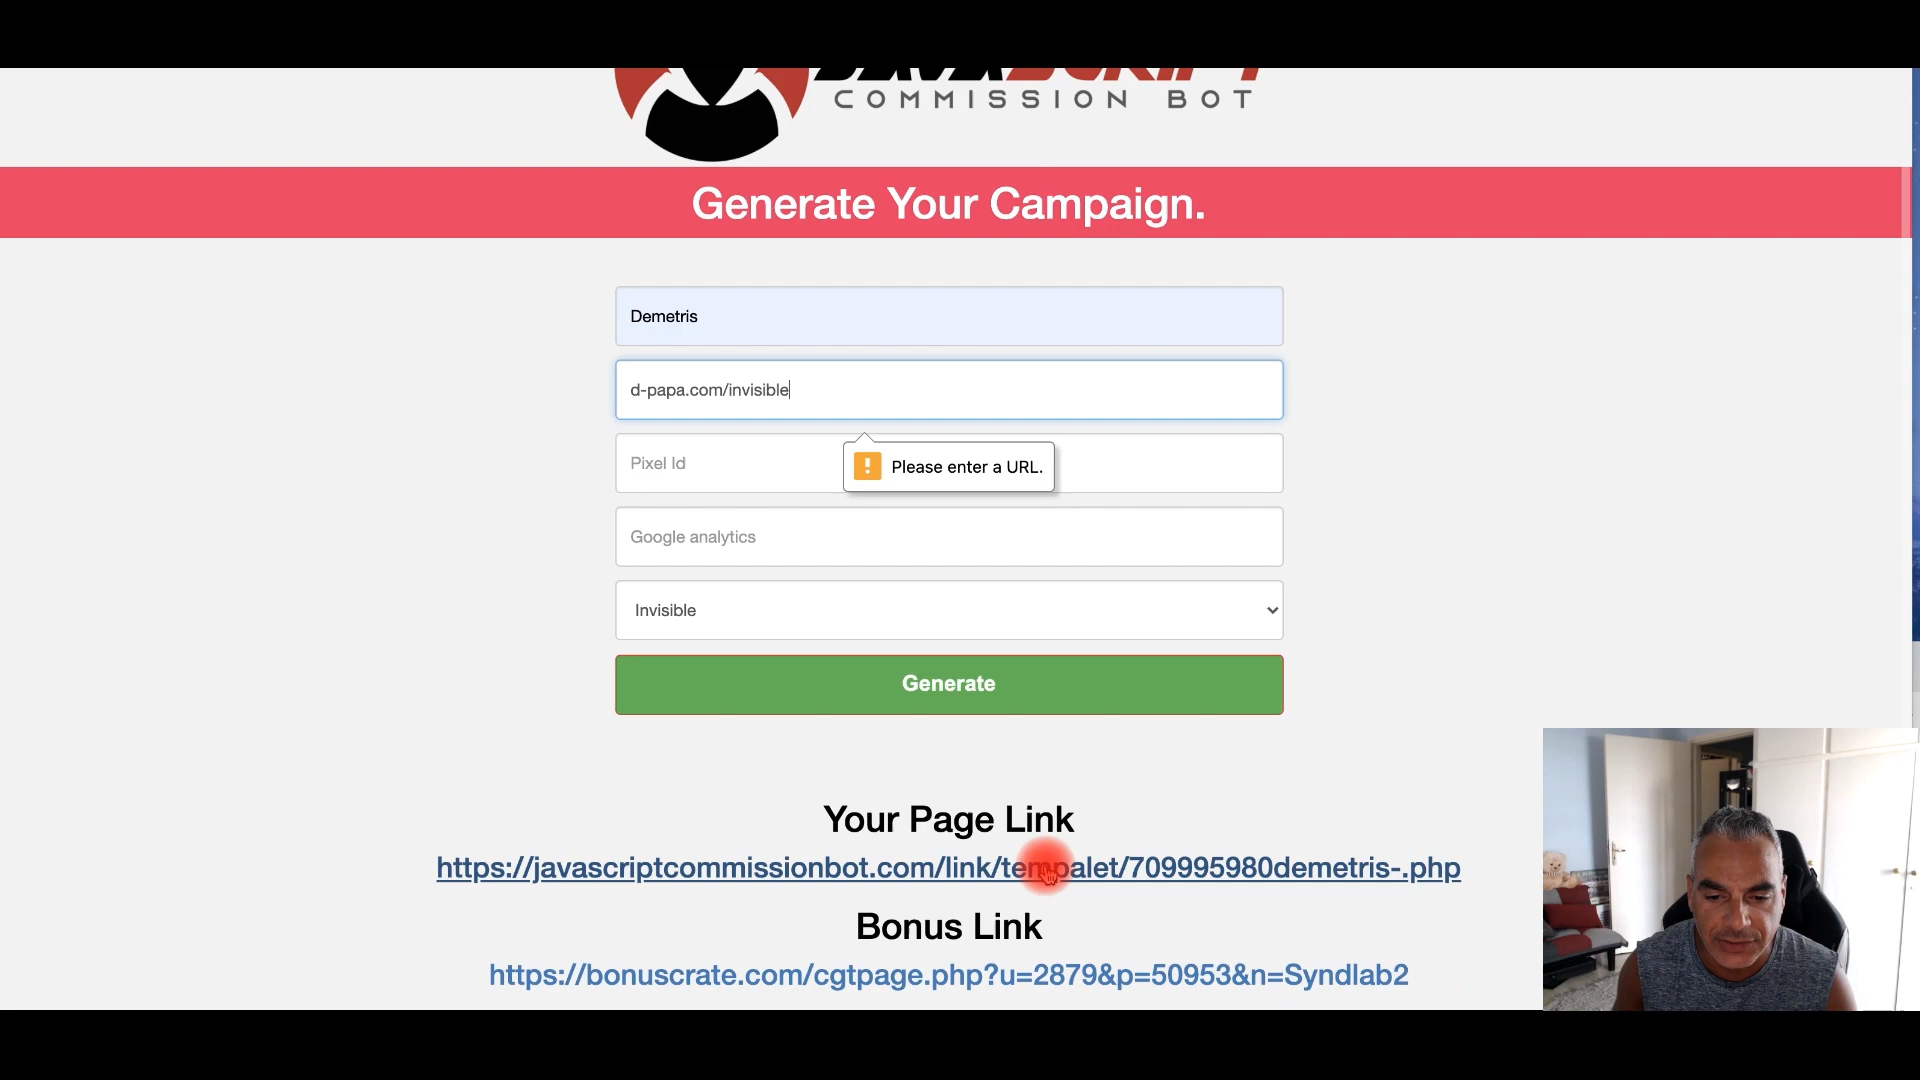 JAVASCRIPT
COMMISSION BOT
Generate Your Campaign.
Demetris
d-papa.com/invisible
Pixel Id
! Please enter a URL.
Google analytics
Invisible
Generate
Your Page Link
https://javascriptcommissionbot.com/link/tempalet/709995980demetris-.php
Bonus Link
https://bonuscrate.com/cgtpage.php?u=2879&p=50953&n=Syndlab2